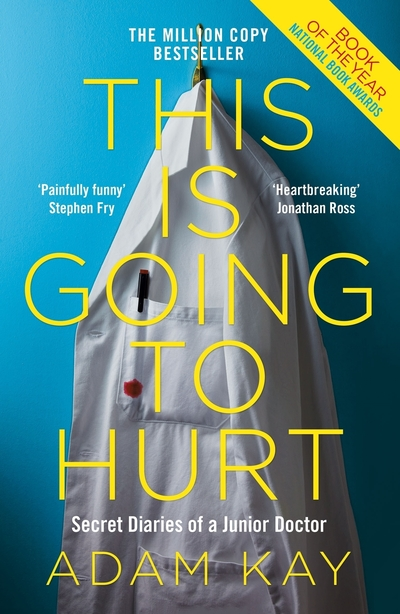 THE MILLION COPY
BESTSELLER
BOOK
OF THE YEAR
NATIONAL BOOK AWARDS
THIS
IS
‘Painfully funny’
Stephen Fry
‘Heartbreaking’
Jonathan Ross
GOING
TO
HURT
Secret Diaries of a Junior Doctor
ADAM KAY